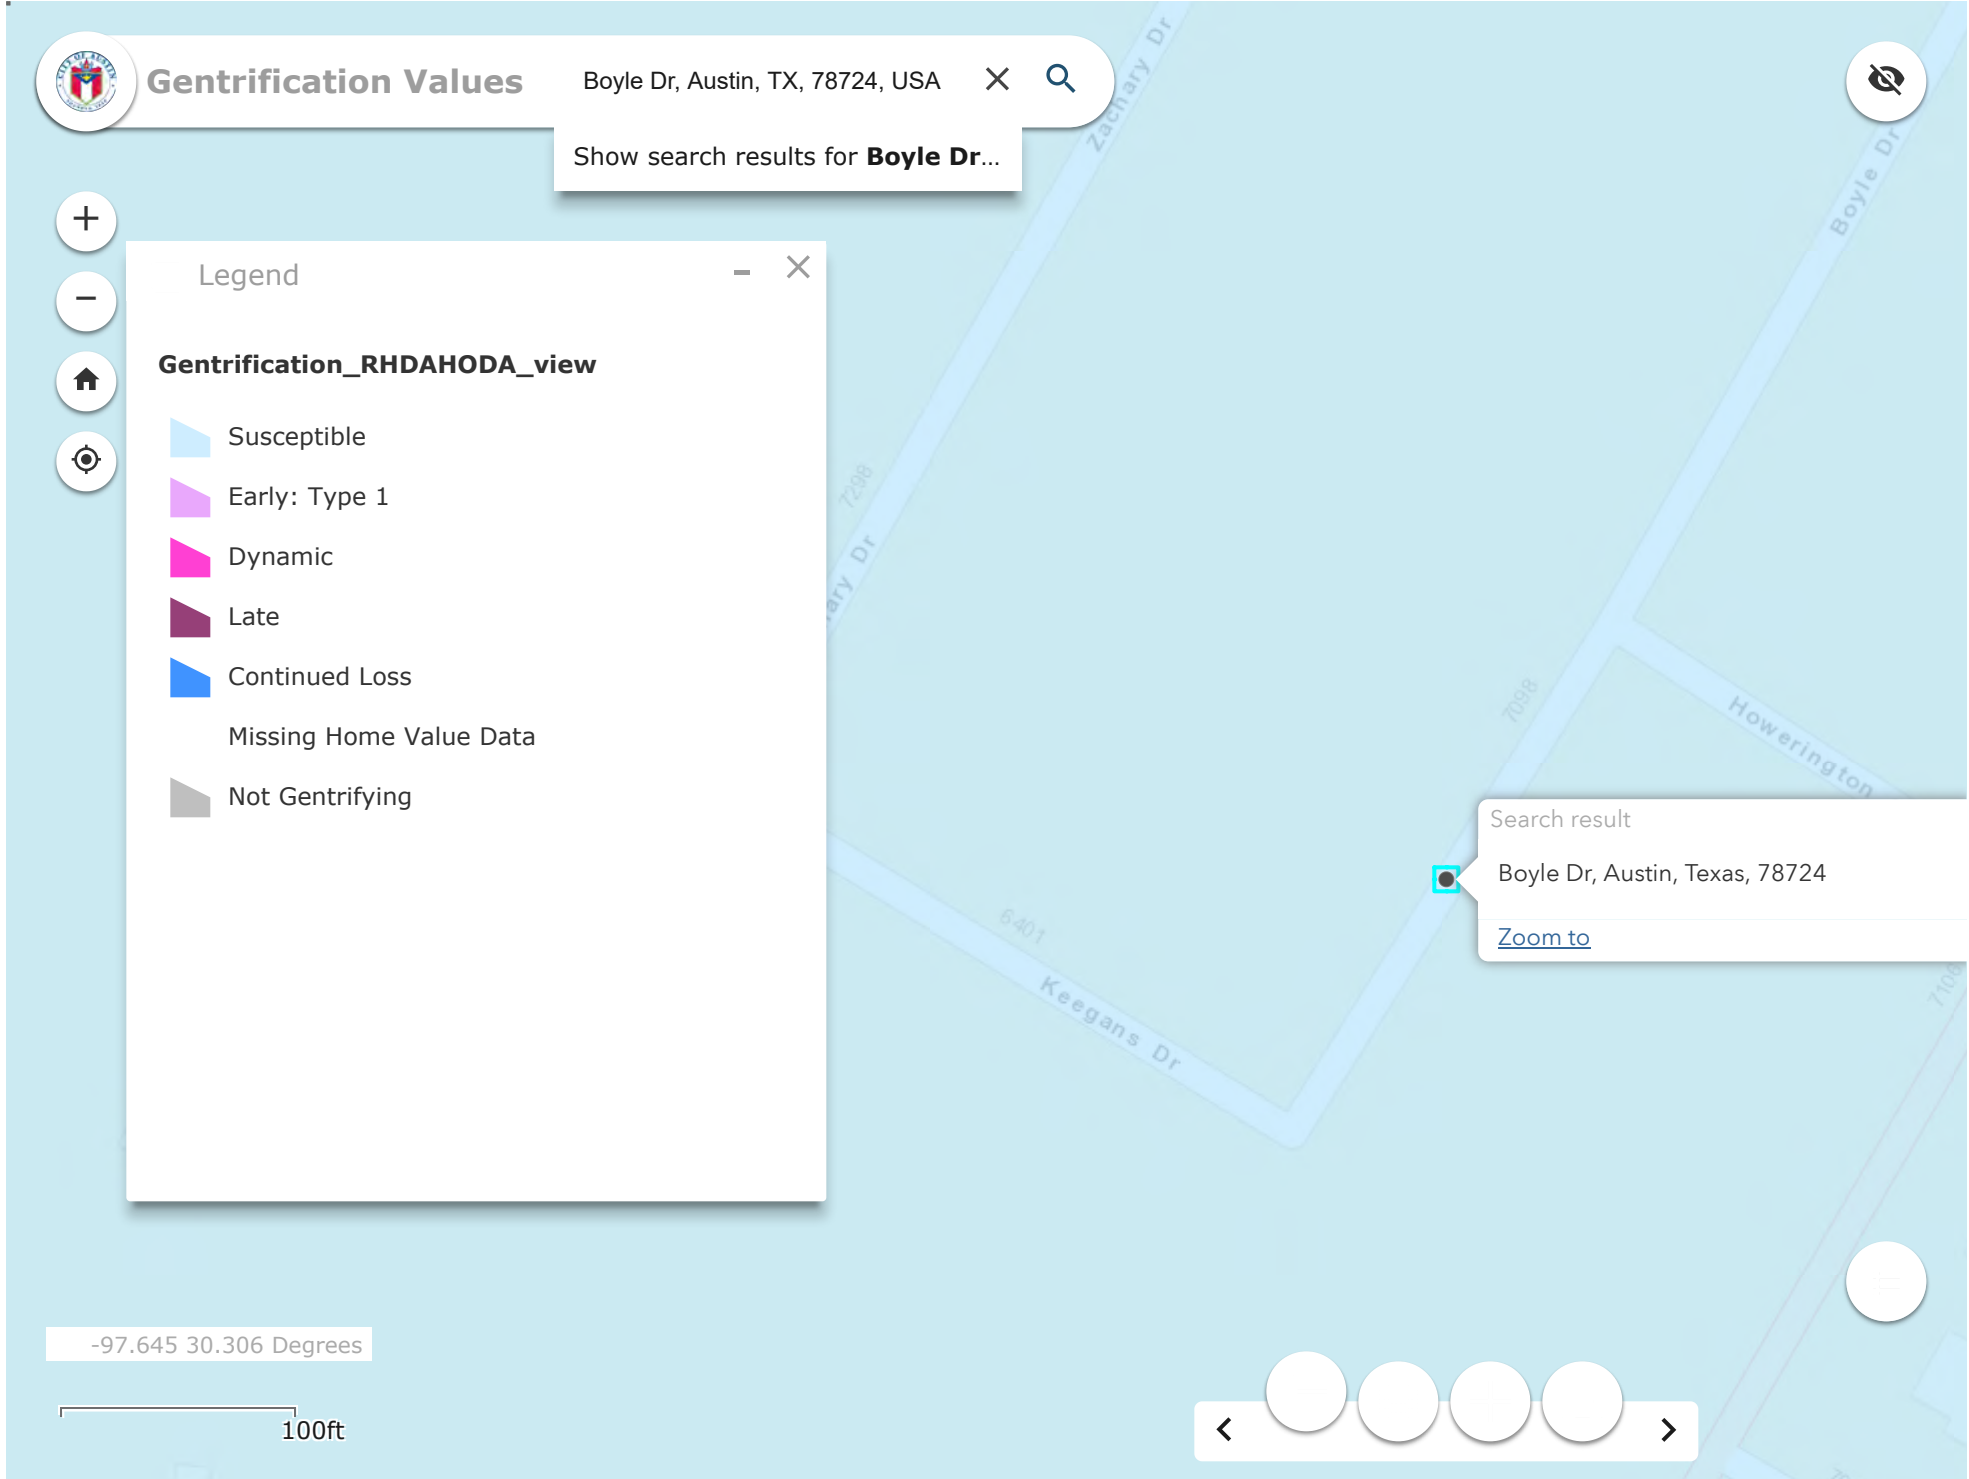 Gentrification Values
Boyle Dr, Austin, TX, 78724, USA
Show search results for Boyle Dr...
Zachary Dr
Boyle Dr
Legend
Gentrification_RHDAHODA_view
Susceptible
Early: Type 1
Dynamic
Late
Continued Loss
Missing Home Value Data
Not Gentrifying
7298
ary Dr
7098
Howerington
Search result
Boyle Dr, Austin, Texas, 78724
Zoom to
6401
Keegans Dr
7106
-97.645 30.306 Degrees
100ft